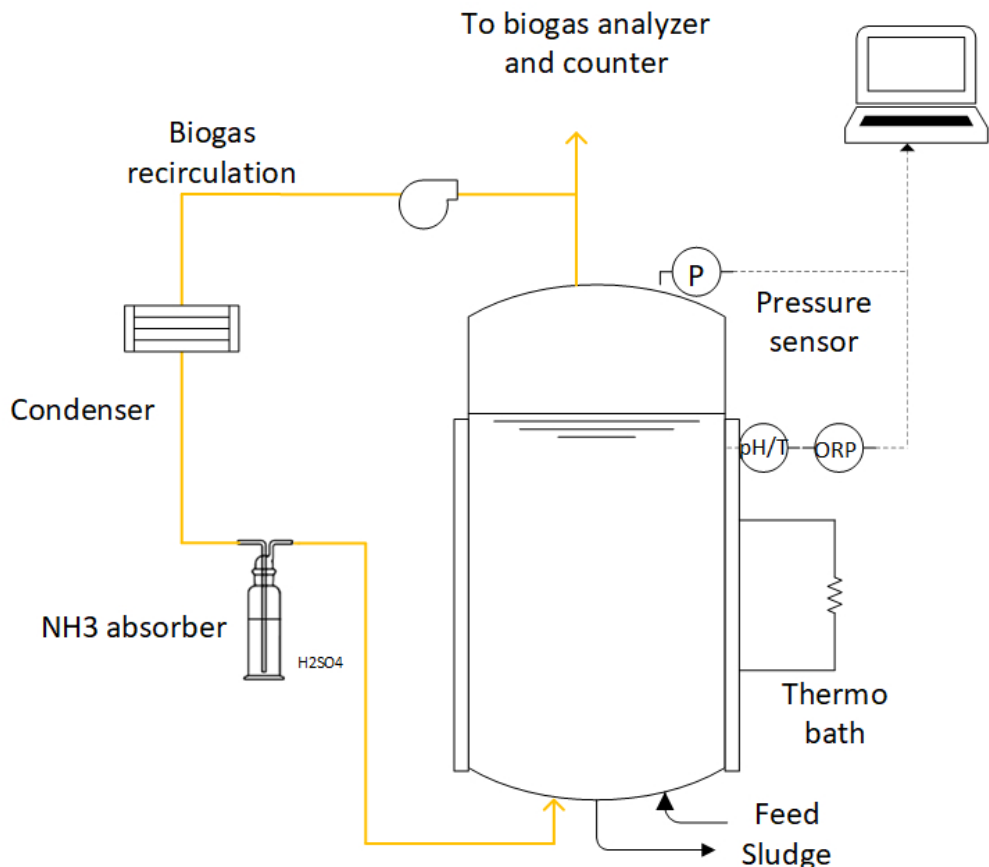 To biogas analyzer
and counter
Biogas
recirculation
P
Pressure
sensor
Condenser
pH/T
ORP
NH3 absorber
H2SO4
Thermo
bath
Feed
Sludge